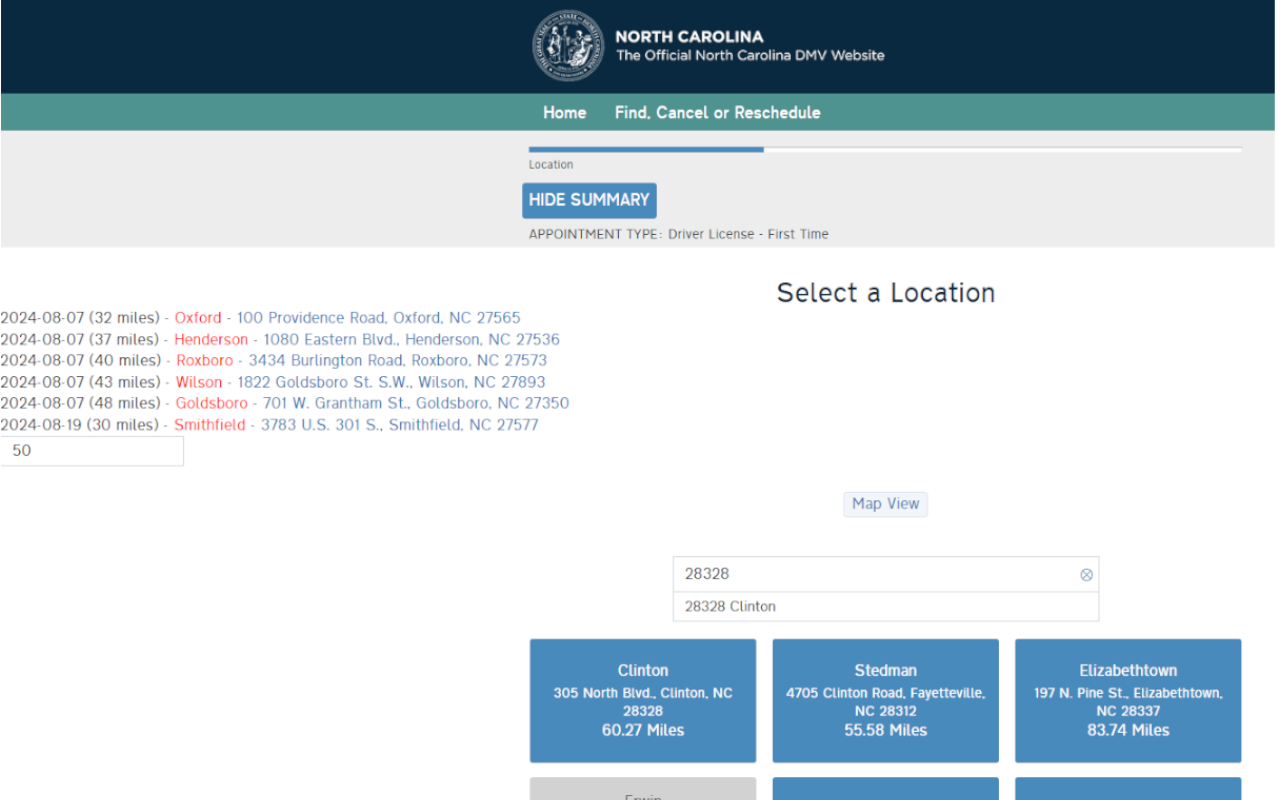 NORTH CAROLINA
The Official North Carolina DMV Website
Home Find, Cancel or Reschedule
Location
HIDE SUMMARY
APPOINTMENT TYPE: Driver License - First Time
Select a Location
2024-08-07 (32 miles) - Oxford - 100 Providence Road, Oxford, NC 27565
2024-08-07 (37 miles) - Henderson - 1080 Eastern Blvd., Henderson, NC 27536
2024-08-07 (40 miles) - Roxboro - 3434 Burlington Road, Roxboro, NC 27573
2024-08-07 (43 miles) - Wilson - 1822 Goldsboro St. S.W., Wilson, NC 27893
2024-08-07 (48 miles) - Goldsboro - 701 W. Grantham St., Goldsboro, NC 27350
2024-08-19 (30 miles) - Smithfield - 3783 U.S. 301 S., Smithfield, NC 27577
50
Map View
28328
28328 Clinton
Clinton
305 North Blvd., Clinton, NC
28328
60.27 Miles
Stedman
4705 Clinton Road, Fayetteville,
NC 28312
55.58 Miles
Elizabethtown
197 N. Pine St., Elizabethtown,
NC 28337
83.74 Miles